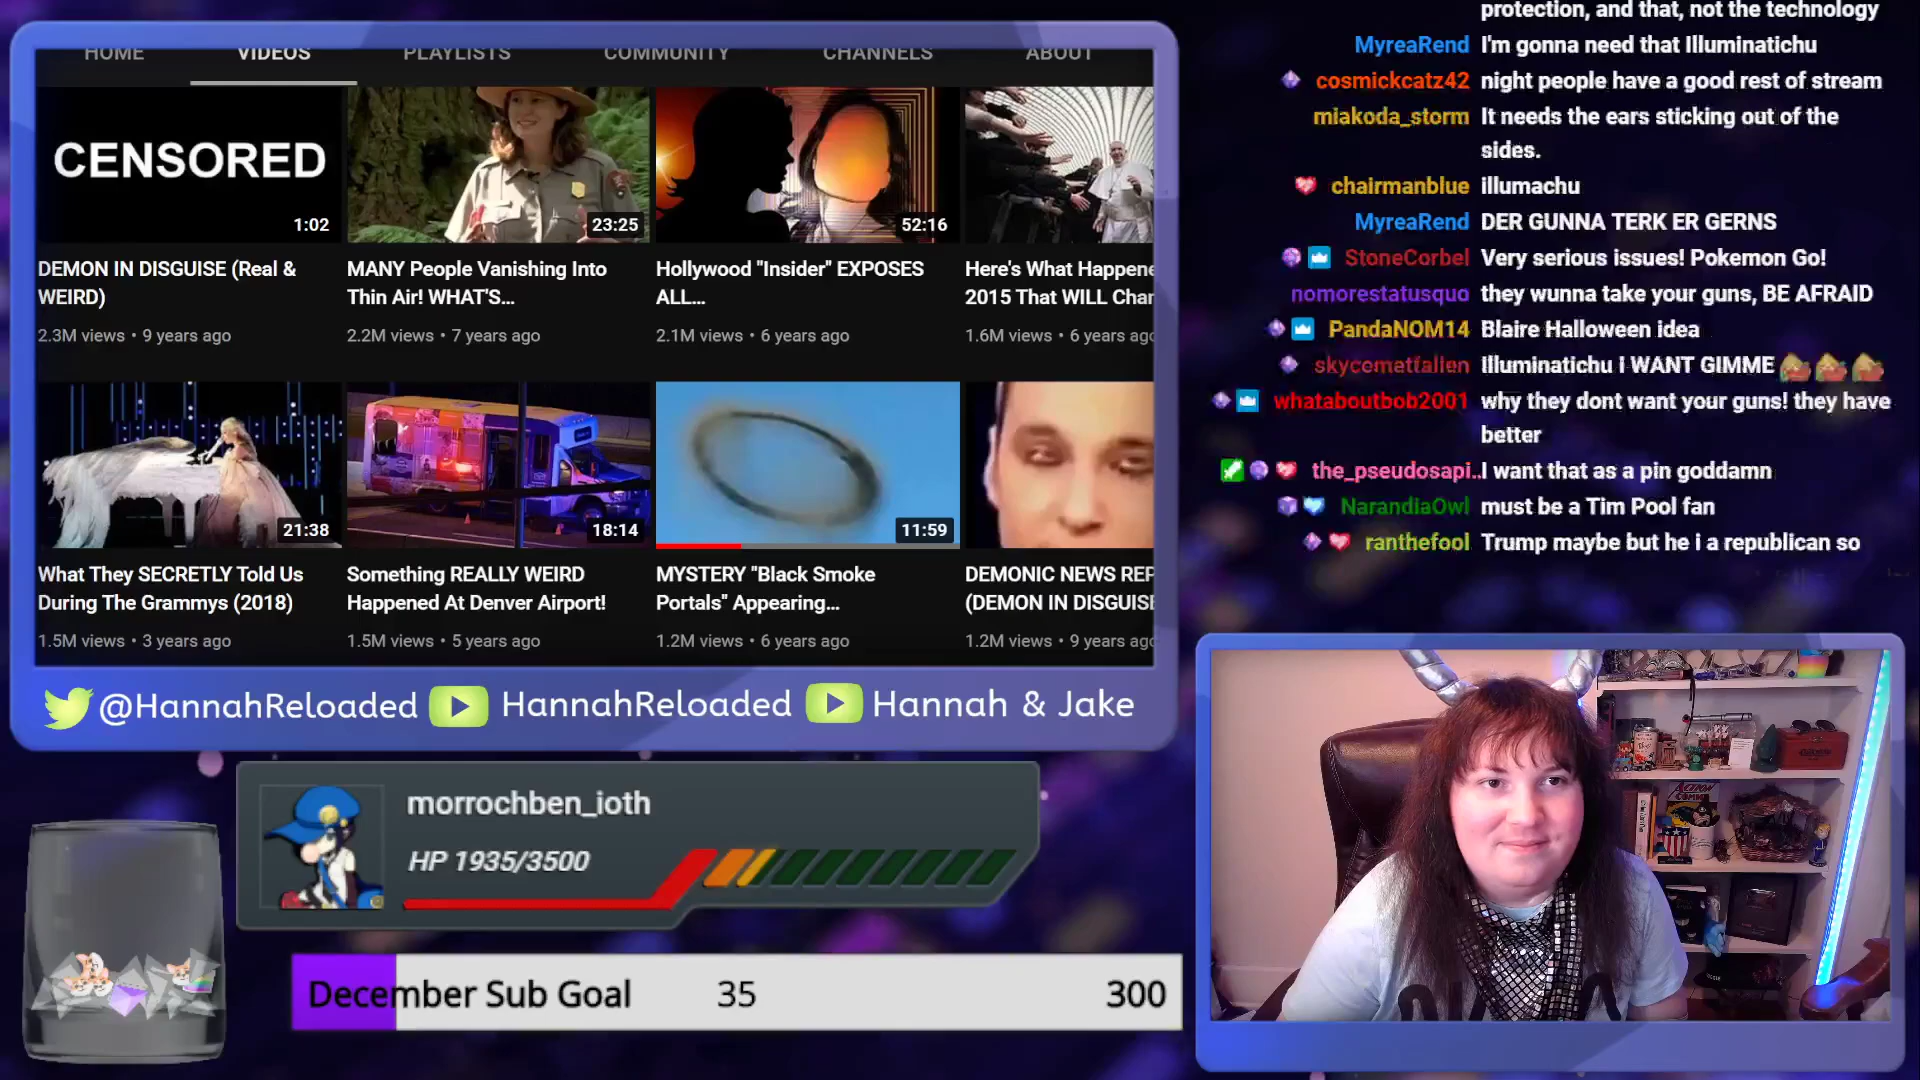 HOME VIDEOS PLAYLISTS COMMUNITY CHANNELS ABOUT
CENSORED
1:02
23:25
52:16
DEMON IN DISGUISE (Real &
WEIRD)
2.3M views • 9 years ago
MANY People Vanishing Into
Thin Air! WHAT'S...
2.2M views • 7 years ago
Hollywood "Insider" EXPOSES
ALL...
2.1M views • 6 years ago
Here's What Happene
2015 That WILL Char
1.6M views • 6 years ago
21:38
18:14
11:59
What They SECRETLY Told Us
During The Grammys (2018)
1.5M views • 3 years ago
Something REALLY WEIRD
Happened At Denver Airport!
1.5M views • 5 years ago
MYSTERY "Black Smoke
Portals" Appearing...
1.2M views • 6 years ago
DEMONIC NEWS REP
(DEMON IN DISGUISE
1.2M views • 9 years ago
@HannahReloaded HannahReloaded Hannah & Jake
morrochben_ioth
HP 1935/3500
December Sub Goal 35 300
protection, and that, not the technology
MyreaRend I'm gonna need that Illuminatichu
cosmickcatz42 night people have a good rest of stream
miakoda_storm It needs the ears sticking out of the
sides.
chairmanblue illumachu
MyreaRend DER GUNNA TERK ER GERNS
StoneCorbel Very serious issues! Pokemon Go!
nomorestatusquo they wunna take your guns, BE AFRAID
PandaNOM14 Blaire Halloween idea
skycometfallen Illuminatichu i WANT GIMME
whataboutbob2001 why they dont want your guns! they have
better
the_pseudosapi.. I want that as a pin goddamn
NarandiaOwl must be a Tim Pool fan
ranthefool Trump maybe but he i a republican so
ACTION
COMICS